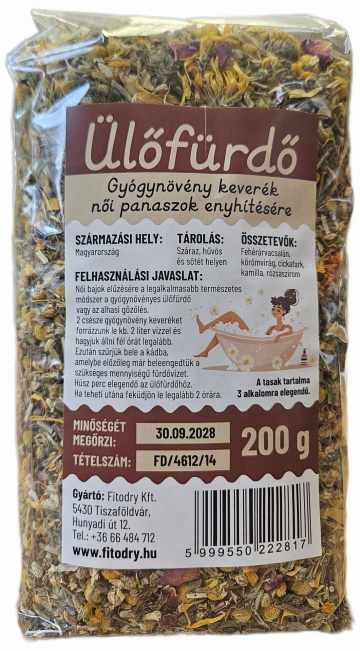 Ülőfürdő
Gyógynövény keverék
női panaszok enyhítésére
SZÁRMAZÁSI HELY:
Magyarország
TÁROLÁS:
Száraz, hűvös
és sötét helyen
ÖSSZETEVŐK:
Fehérárvacsalán,
körömvirág, cickafark,
kamilla, rózsaszirom
FELHASZNÁLÁSI JAVASLAT:
Női bajok előzésére a legalkalmasabb természetes
módszer a gyógynövényes ülőfürdő
vagy az alhasi gőzölés.
2 csésze gyógynövény keveréket
forrázzunk le kb. 2 liter vízzel és
hagyjuk állni fél órát legalább.
Ezután szűrjük bele a kádba,
amelybe előzőleg már beleengedtük a
szükséges mennyiségű fürdővizet.
Húsz perc elegendő az ülőfürdőhöz.
Ha teheti utána feküdjön le legalább 2 órára.
A tasak tartalma
3 alkalomra elegendő.
MINŐSÉGÉT
MEGŐRZI:
30.09.2028
TÉTELSZÁM:
FD/4612/14
200 g
Gyártó: Fitodry Kft.
5430 Tiszaföldvár,
Hunyadi út 12.
Tel.: +36 66 484 712
www.fitodry.hu
5 999550 222817